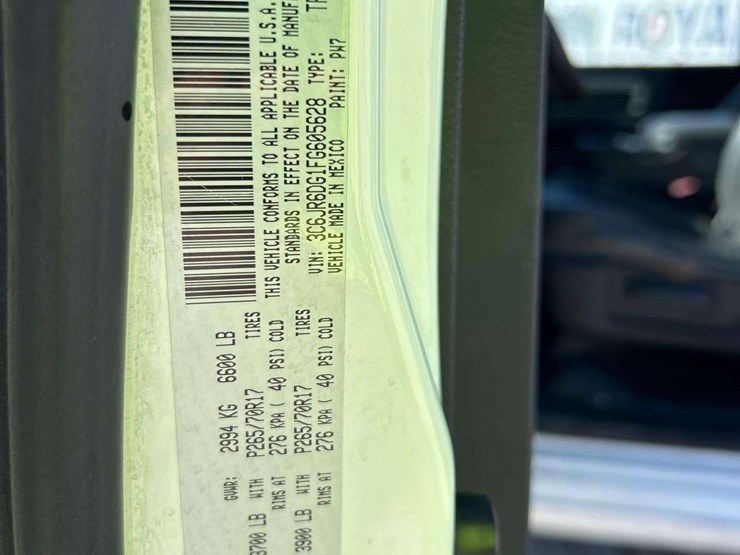 GVWR: 2994 KG 6600 LB
3700 LB WITH P265/70R17 TIRES
RIMS AT 276 KPA ( 40 PSI) COLD
3900 LB WITH P265/70R17 TIRES
RIMS AT 276 KPA ( 40 PSI) COLD
THIS VEHICLE CONFORMS TO ALL APPLICABLE U.S.A.
STANDARDS IN EFFECT ON THE DATE OF MANUF
VIN: 3C6JR6DG1FG605628 TYPE: TR
VEHICLE MADE IN MEXICO PAINT: PW7